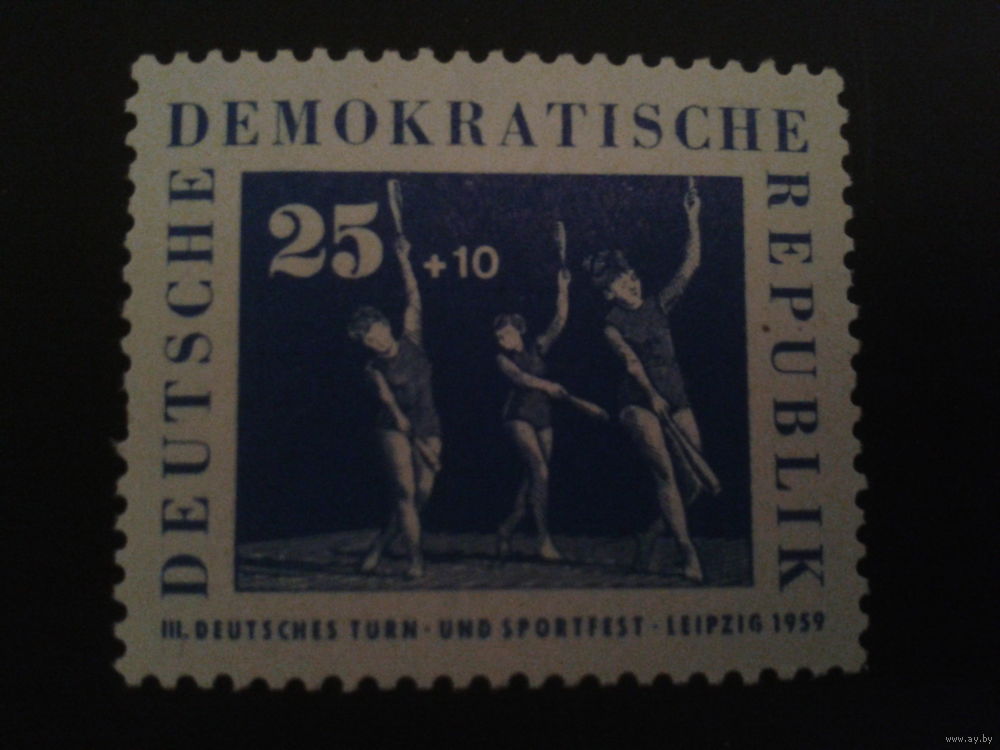 DEUTSCHE
DEMOKRATISCHE
REPUBLIK
25 +10
III. DEUTSCHES TURN- UND SPORTFEST · LEIPZIG 1959
www.ay.by